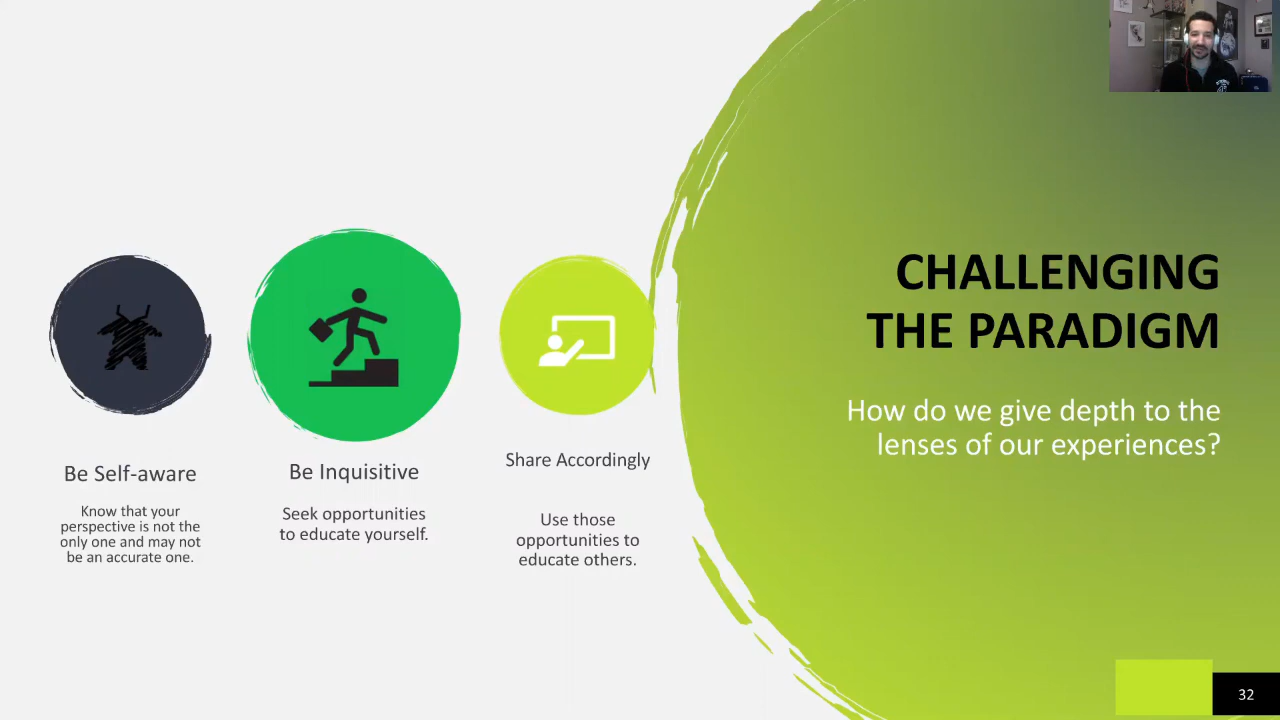 CHALLENGING
THE PARADIGM
How do we give depth to the
lenses of our experiences?
Be Self-aware
Know that your
perspective is not the
only one and may not
be an accurate one.
Be Inquisitive
Seek opportunities
to educate yourself.
Share Accordingly
Use those
opportunities to
educate others.
32